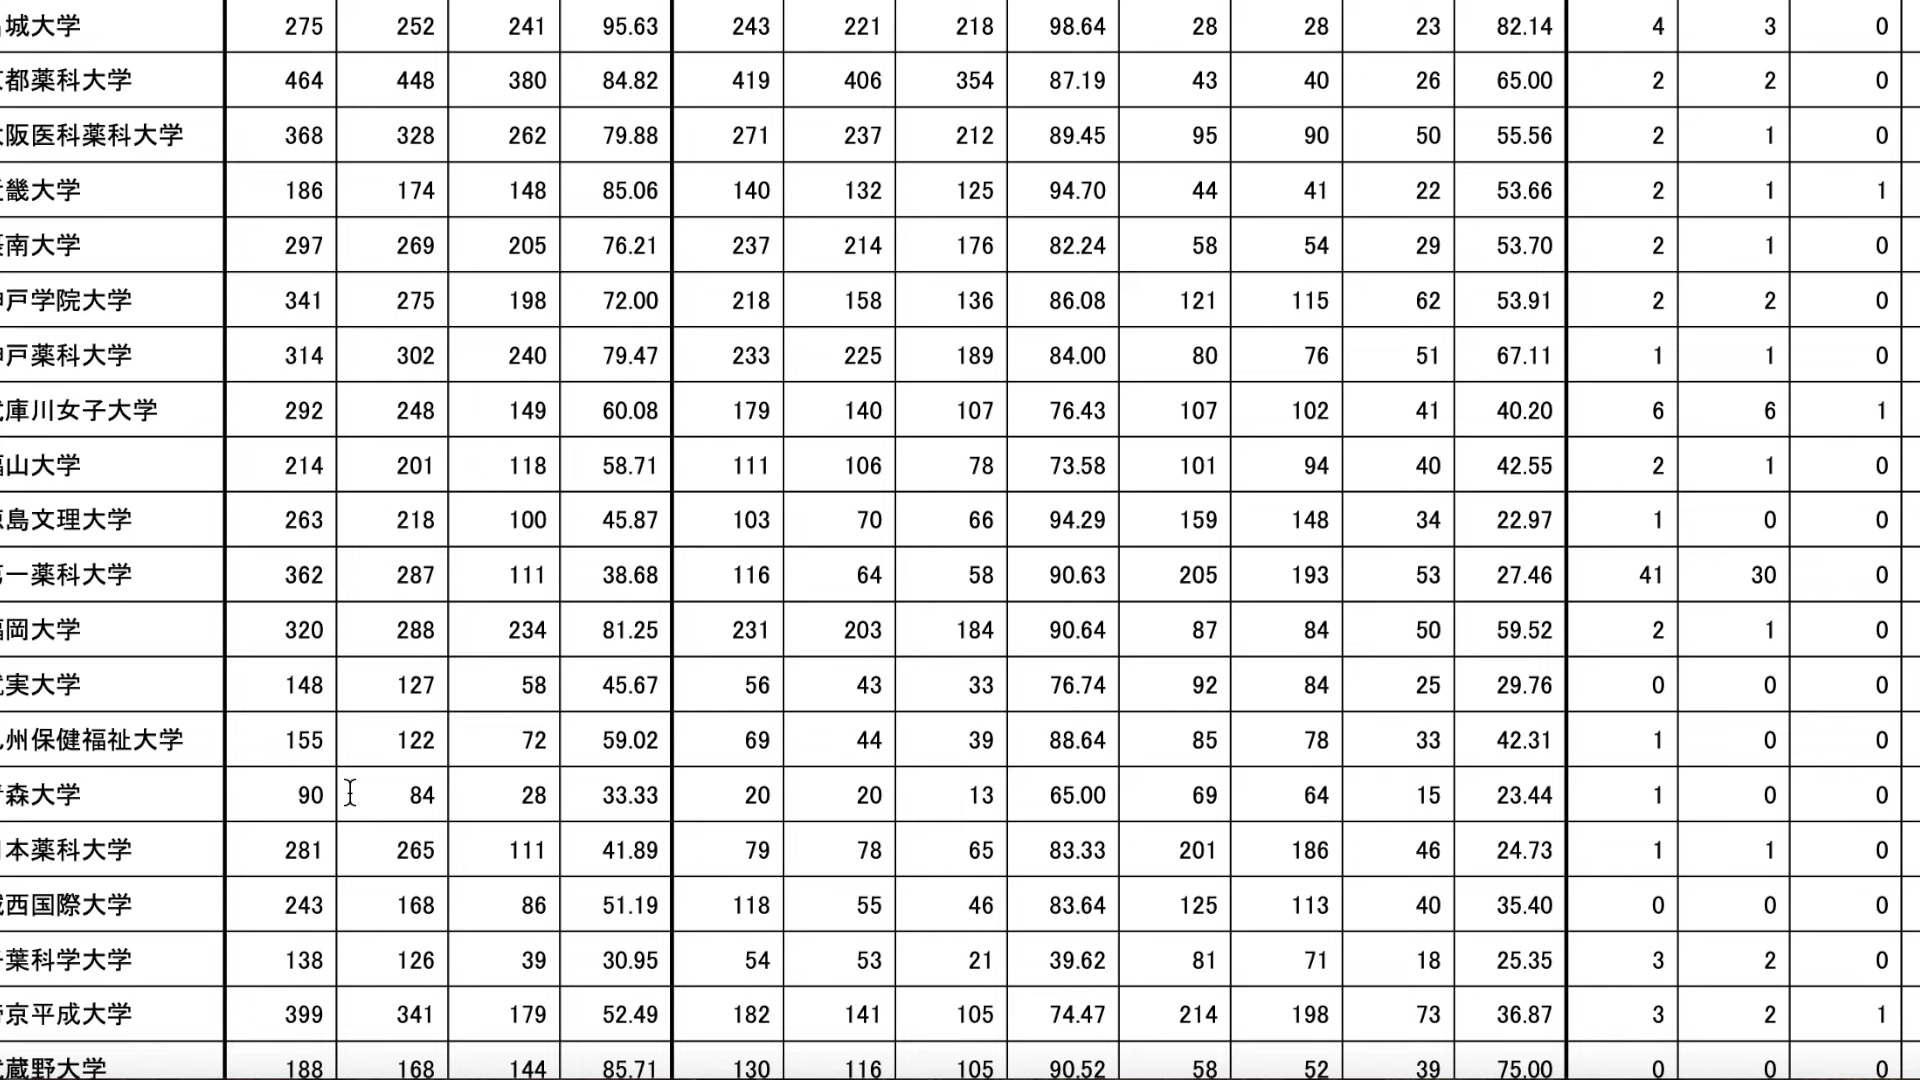 城大学 275 252 241 95.63 243 221 218 98.64 28 28 23 82.14 4 3 0
都薬科大学 464 448 380 84.82 419 406 354 87.19 43 40 26 65.00 2 2 0
阪医科薬科大学 368 328 262 79.88 271 237 212 89.45 95 90 50 55.56 2 1 0
畿大学 186 174 148 85.06 140 132 125 94.70 44 41 22 53.66 2 1 1
南大学 297 269 205 76.21 237 214 176 82.24 58 54 29 53.70 2 1 0
戸学院大学 341 275 198 72.00 218 158 136 86.08 121 115 62 53.91 2 2 0
戸薬科大学 314 302 240 79.47 233 225 189 84.00 80 76 51 67.11 1 1 0
庫川女子大学 292 248 149 60.08 179 140 107 76.43 107 102 41 40.20 6 6 1
山大学 214 201 118 58.71 111 106 78 73.58 101 94 40 42.55 2 1 0
島文理大学 263 218 100 45.87 103 70 66 94.29 159 148 34 22.97 1 0 0
一薬科大学 362 287 111 38.68 116 64 58 90.63 205 193 53 27.46 41 30 0
岡大学 320 288 234 81.25 231 203 184 90.64 87 84 50 59.52 2 1 0
実大学 148 127 58 45.67 56 43 33 76.74 92 84 25 29.76 0 0 0
州保健福祉大学 155 122 72 59.02 69 44 39 88.64 85 78 33 42.31 1 0 0
森大学 90 84 28 33.33 20 20 13 65.00 69 64 15 23.44 1 0 0
本薬科大学 281 265 111 41.89 79 78 65 83.33 201 186 46 24.73 1 1 0
西国際大学 243 168 86 51.19 118 55 46 83.64 125 113 40 35.40 0 0 0
葉科学大学 138 126 39 30.95 54 53 21 39.62 81 71 18 25.35 3 2 0
京平成大学 399 341 179 52.49 182 141 105 74.47 214 198 73 36.87 3 2 1
蔵野大学 188 168 144 85.71 130 116 105 90.52 58 52 39 75.00 0 0 0